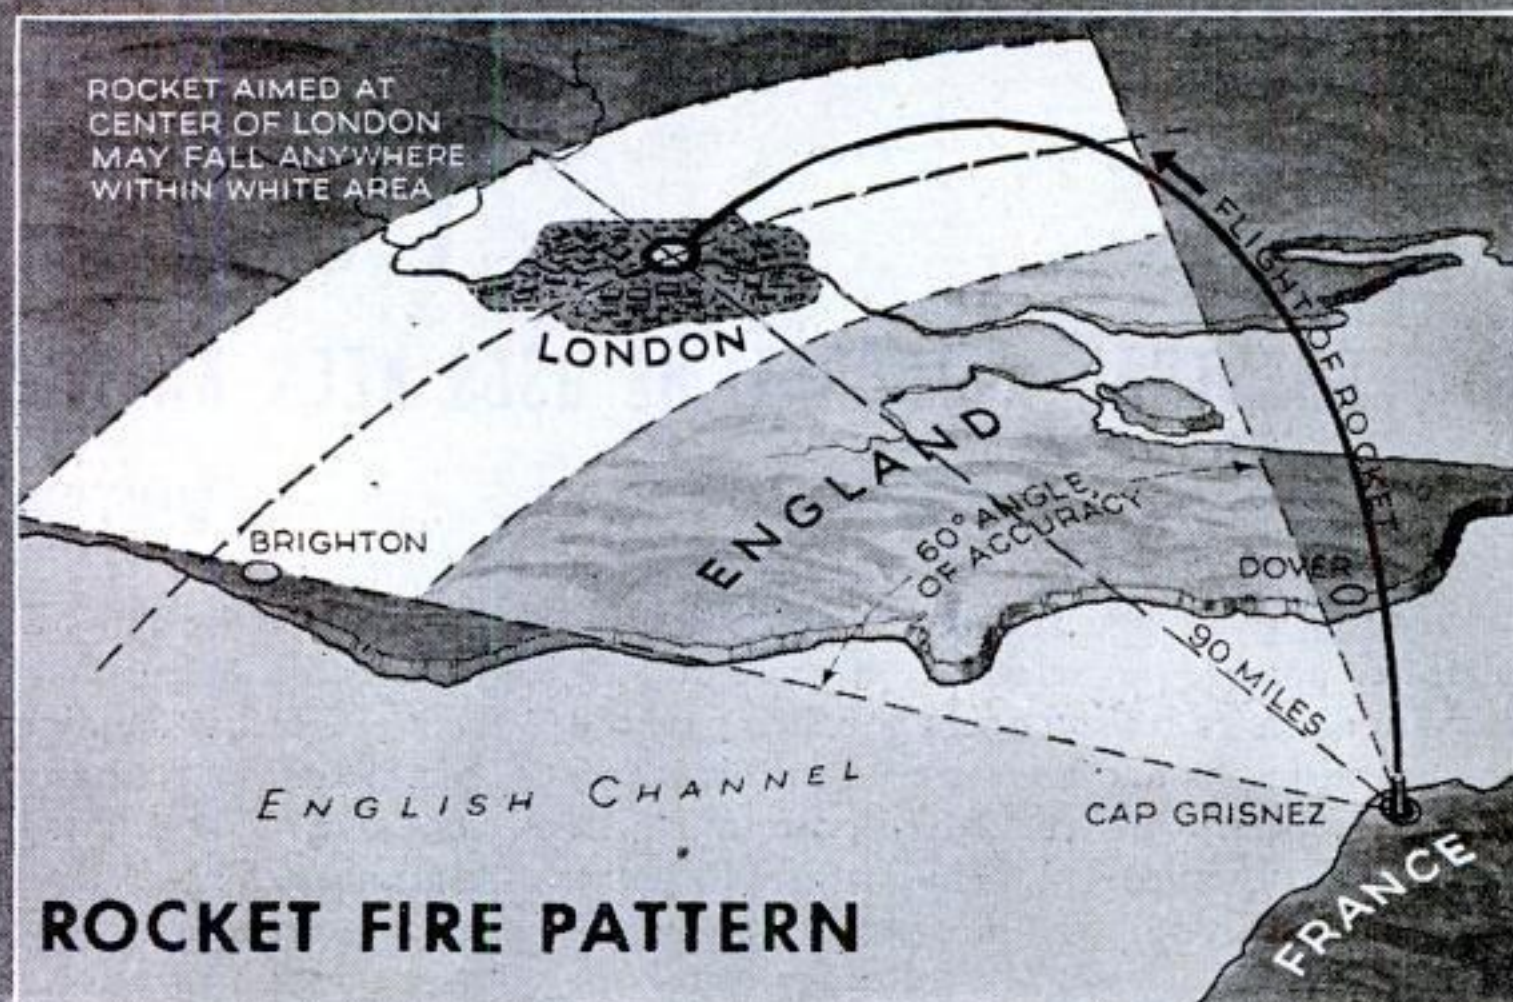 ROCKET AIMED AT
CENTER OF LONDON
MAY FALL ANYWHERE
WITHIN WHITE AREA
FLIGHT OF ROCKET
LONDON
ENGLAND
60° ANGLE,
OF ACCURACY
BRIGHTON
DOVER
90 MILES
ENGLISH CHANNEL
CAP GRISNEZ
FRANCE
ROCKET FIRE PATTERN